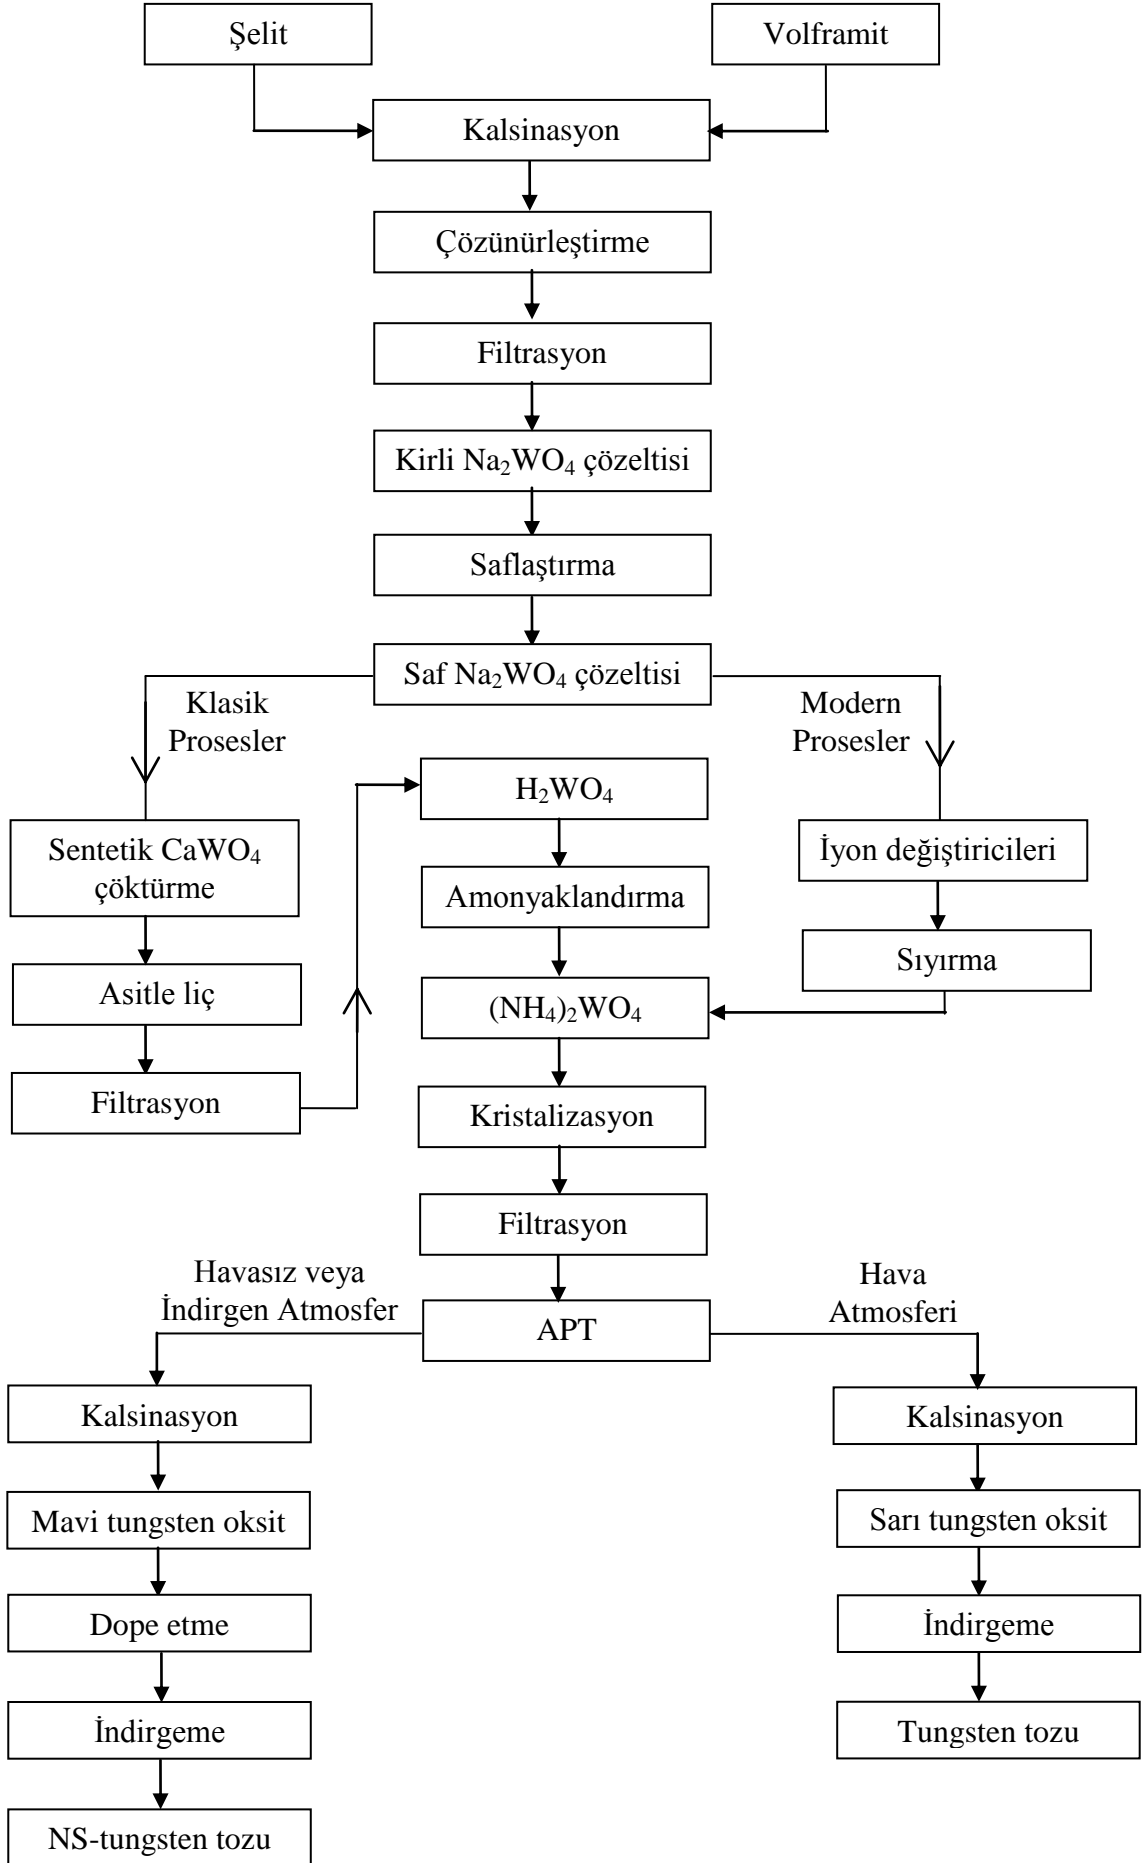 Şelit
Volframit
Kalsinasyon
Çözünürleştirme
Filtrasyon
Kirli Na₂WO₄ çözeltisi
Saflaştırma
Saf Na₂WO₄ çözeltisi
Klasik
Prosesler
Modern
Prosesler
Sentetik CaWO₄
çöktürme
Asitle liç
Filtrasyon
H₂WO₄
Amonyaklandırma
(NH₄)₂WO₄
İyon değiştiricileri
Sıyırma
Kristalizasyon
Filtrasyon
APT
Havasız veya
İndirgen Atmosfer
Hava
Atmosferi
Kalsinasyon
Mavi tungsten oksit
Dope etme
İndirgeme
NS-tungsten tozu
Kalsinasyon
Sarı tungsten oksit
İndirgeme
Tungsten tozu